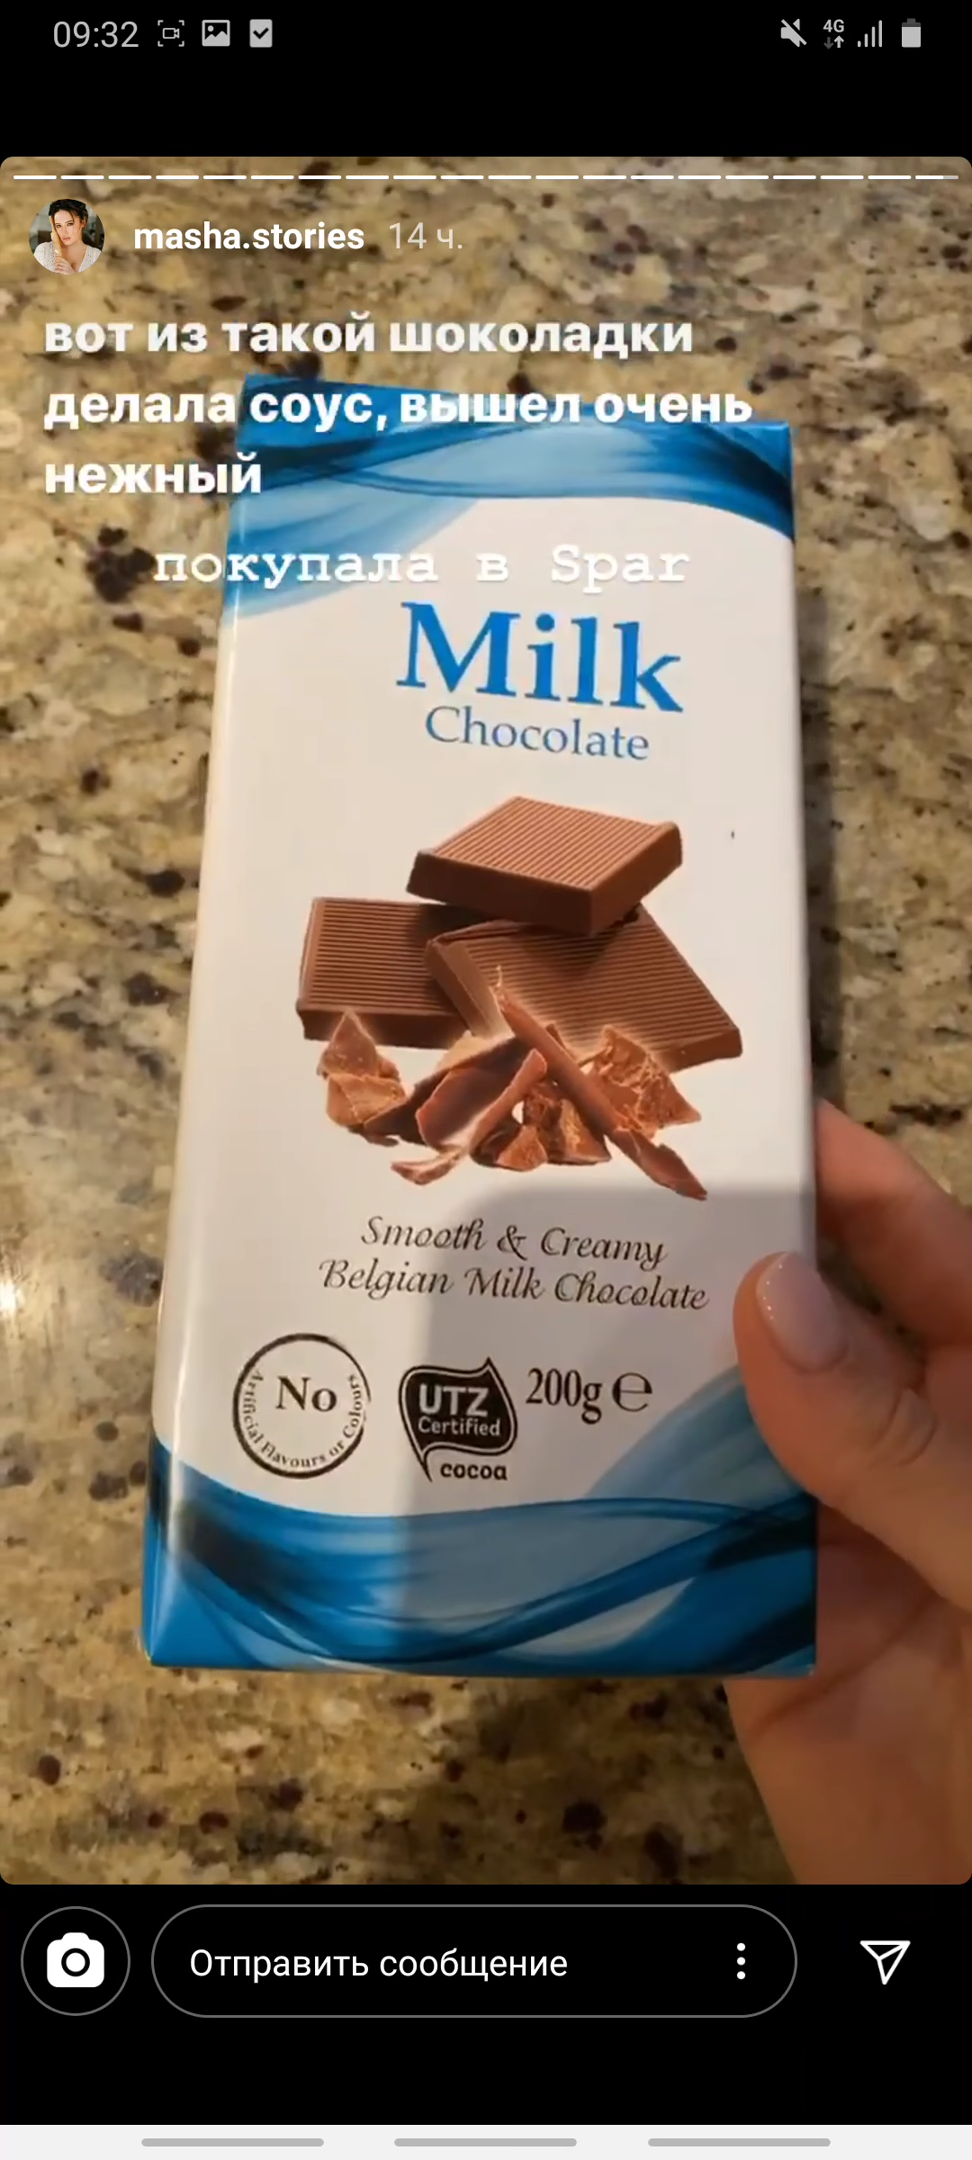 09:32
4G
masha.stories 14 ч.
вот из такой шоколадки
делала соус, вышел очень
нежный
покупала в Spar
Milk
Chocolate
Smooth & Creamy
Belgian Milk Chocolate
No
Artificial Flavours or Colours
UTZ
Certified
cocoa
200g ℮
Отправить сообщение